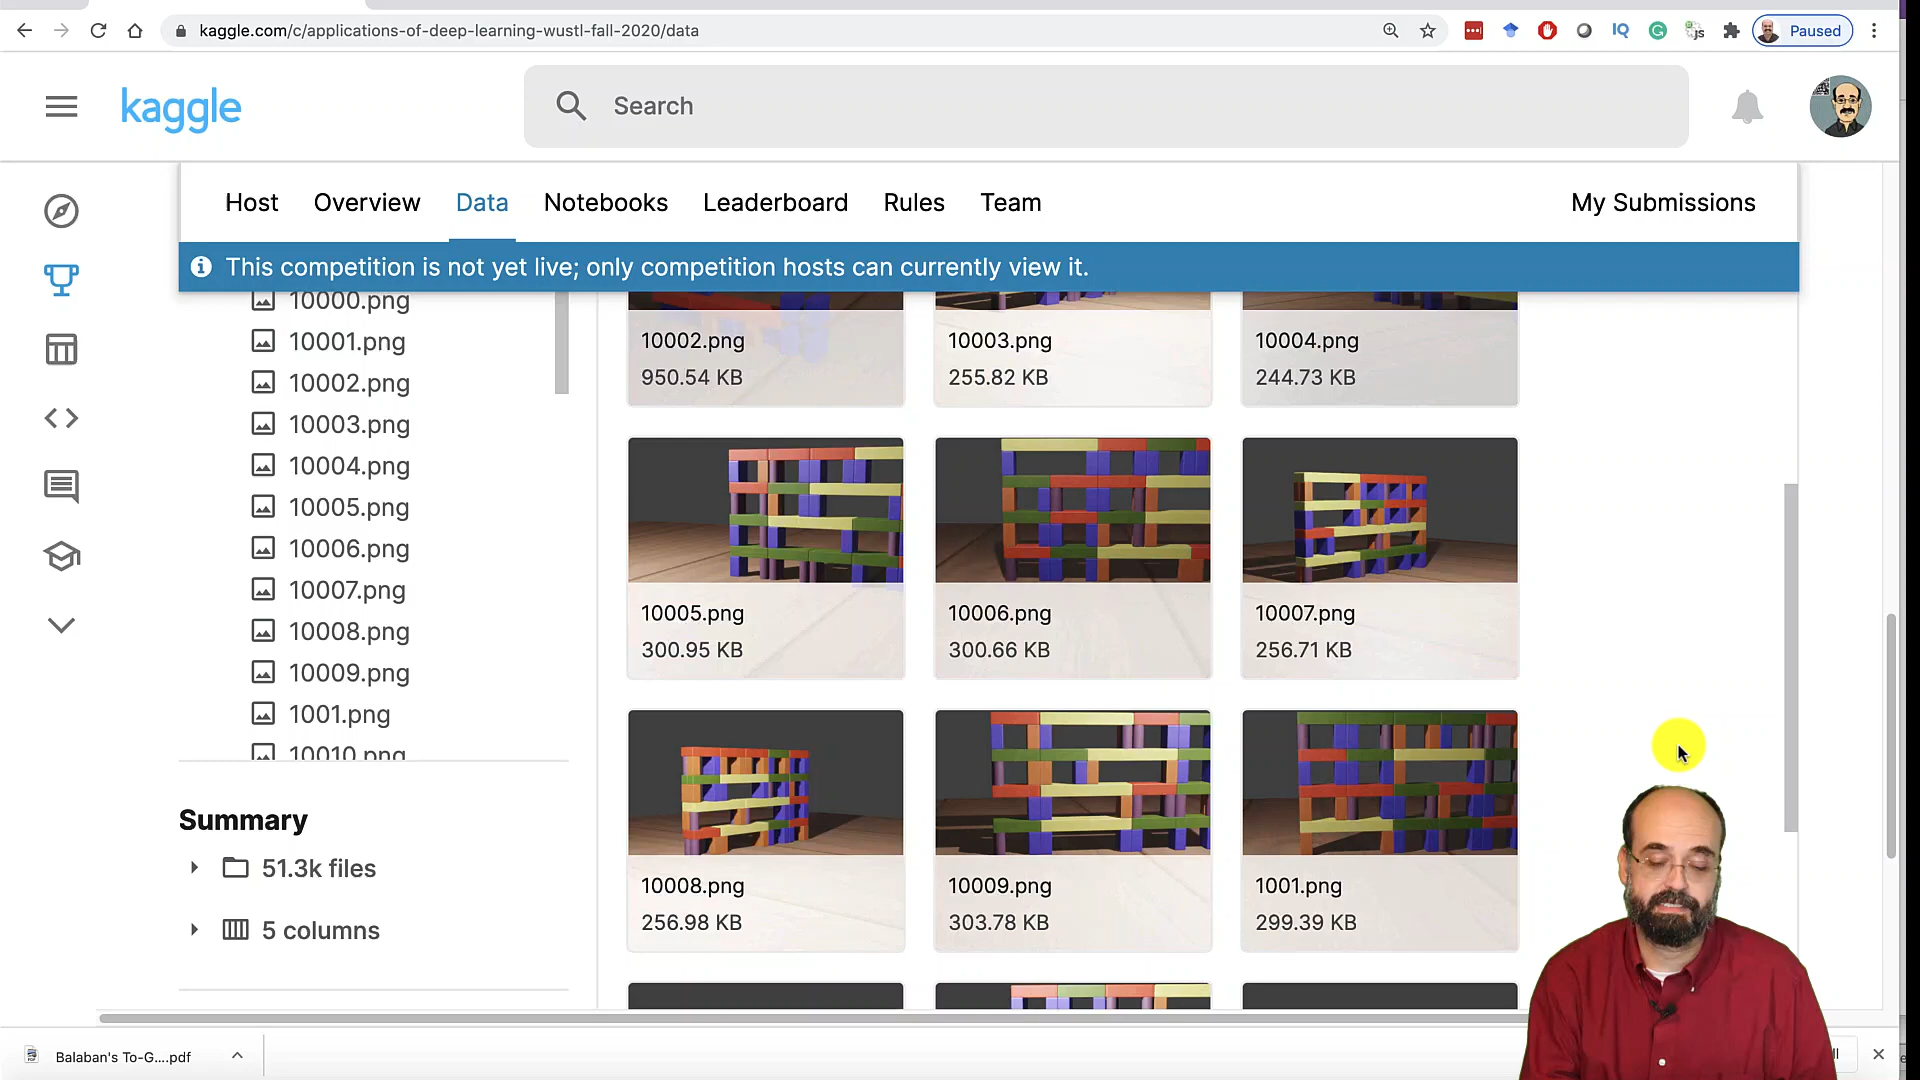 kaggle.com/c/applications-of-deep-learning-wustl-fall-2020/data
IQ
js
Paused
kaggle
Search
Host
Overview
Data
Notebooks
Leaderboard
Rules
Team
My Submissions
This competition is not yet live; only competition hosts can currently view it.
10000.png
10001.png
10002.png
10003.png
10004.png
10005.png
10006.png
10007.png
10008.png
10009.png
1001.png
10010.png
Summary
51.3k files
5 columns
10002.png
950.54 KB
10003.png
255.82 KB
10004.png
244.73 KB
10005.png
300.95 KB
10006.png
300.66 KB
10007.png
256.71 KB
10008.png
256.98 KB
10009.png
303.78 KB
1001.png
299.39 KB
Balaban's To-G....pdf